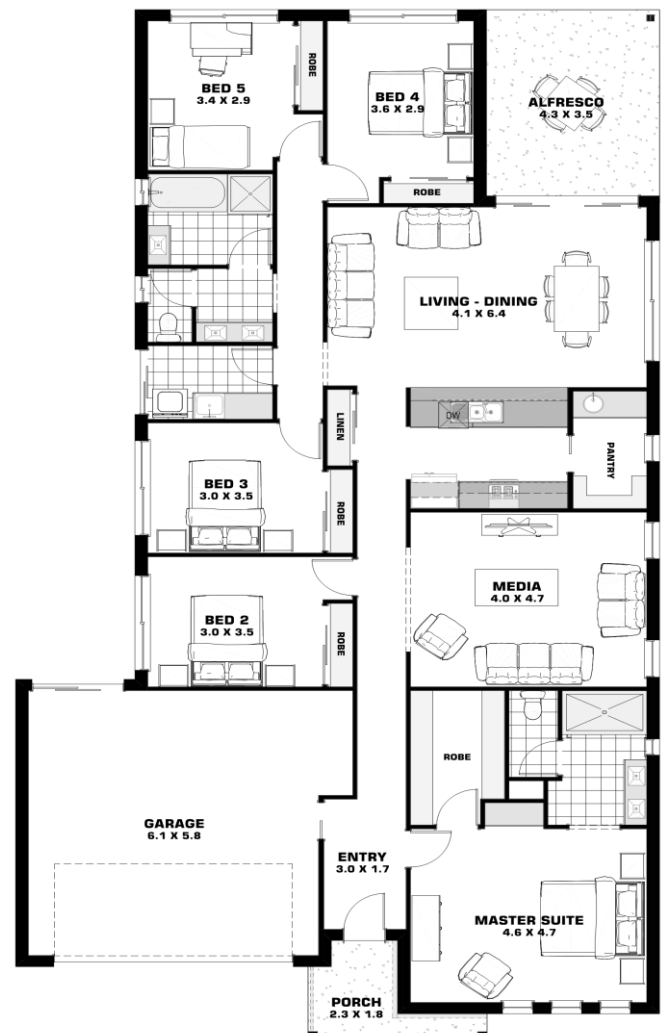 BED 5
3.4 X 2.9
ROBE
BED 4
3.6 X 2.9
ROBE
ALFRESCO
4.3 X 3.5
LIVING - DINING
4.1 X 6.4
DW
LINEN
PANTRY
BED 3
3.0 X 3.5
ROBE
MEDIA
4.0 X 4.7
BED 2
3.0 X 3.5
ROBE
ROBE
GARAGE
6.1 X 5.8
ENTRY
3.0 X 1.7
MASTER SUITE
4.6 X 4.7
PORCH
2.3 X 1.8